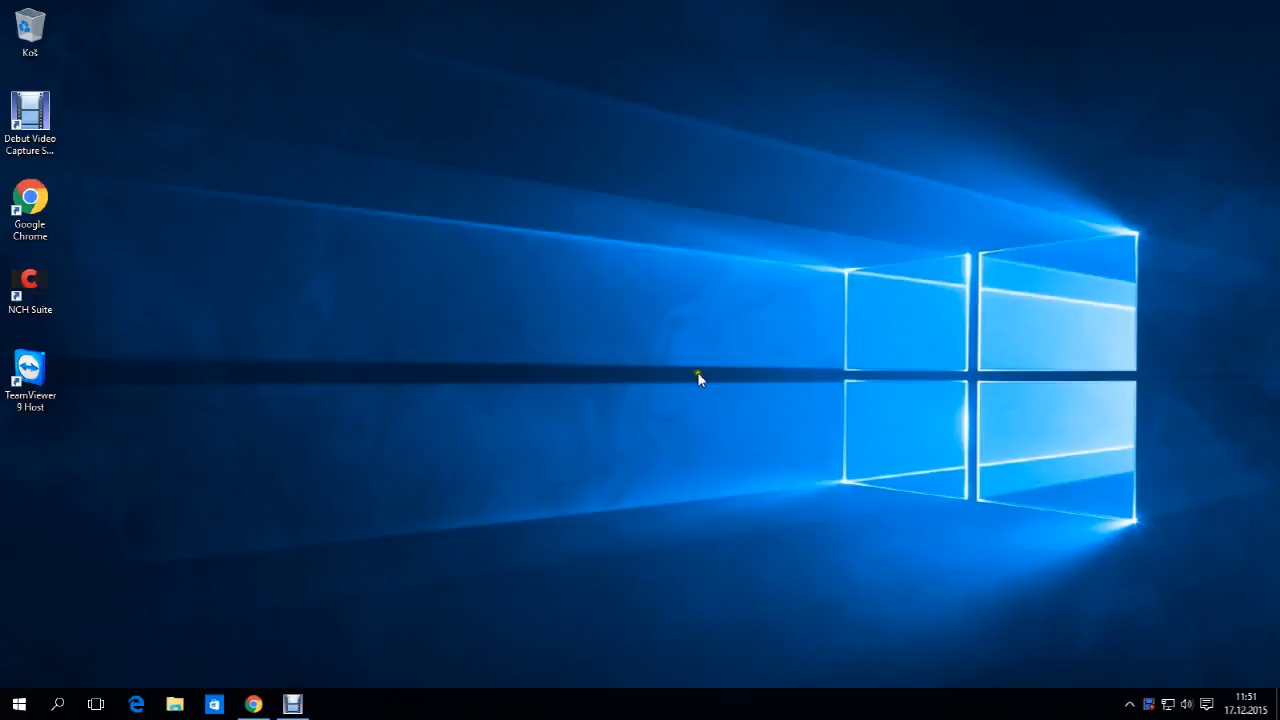 Koš
Debut Video
Capture S...
Google
Chrome
NCH Suite
TeamViewer
9 Host
11:51
17.12.2015